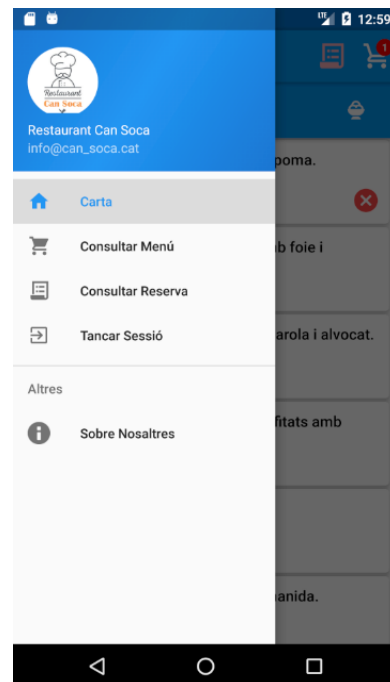 12:59
Restaurant
Can Soca
1
Restaurant Can Soca
info@can_soca.cat
poma.
Carta
Consultar Menú
b foie i
Consultar Reserva
Tancar Sessió
arola i alvocat.
Altres
fitats amb
Sobre Nosaltres
anida.